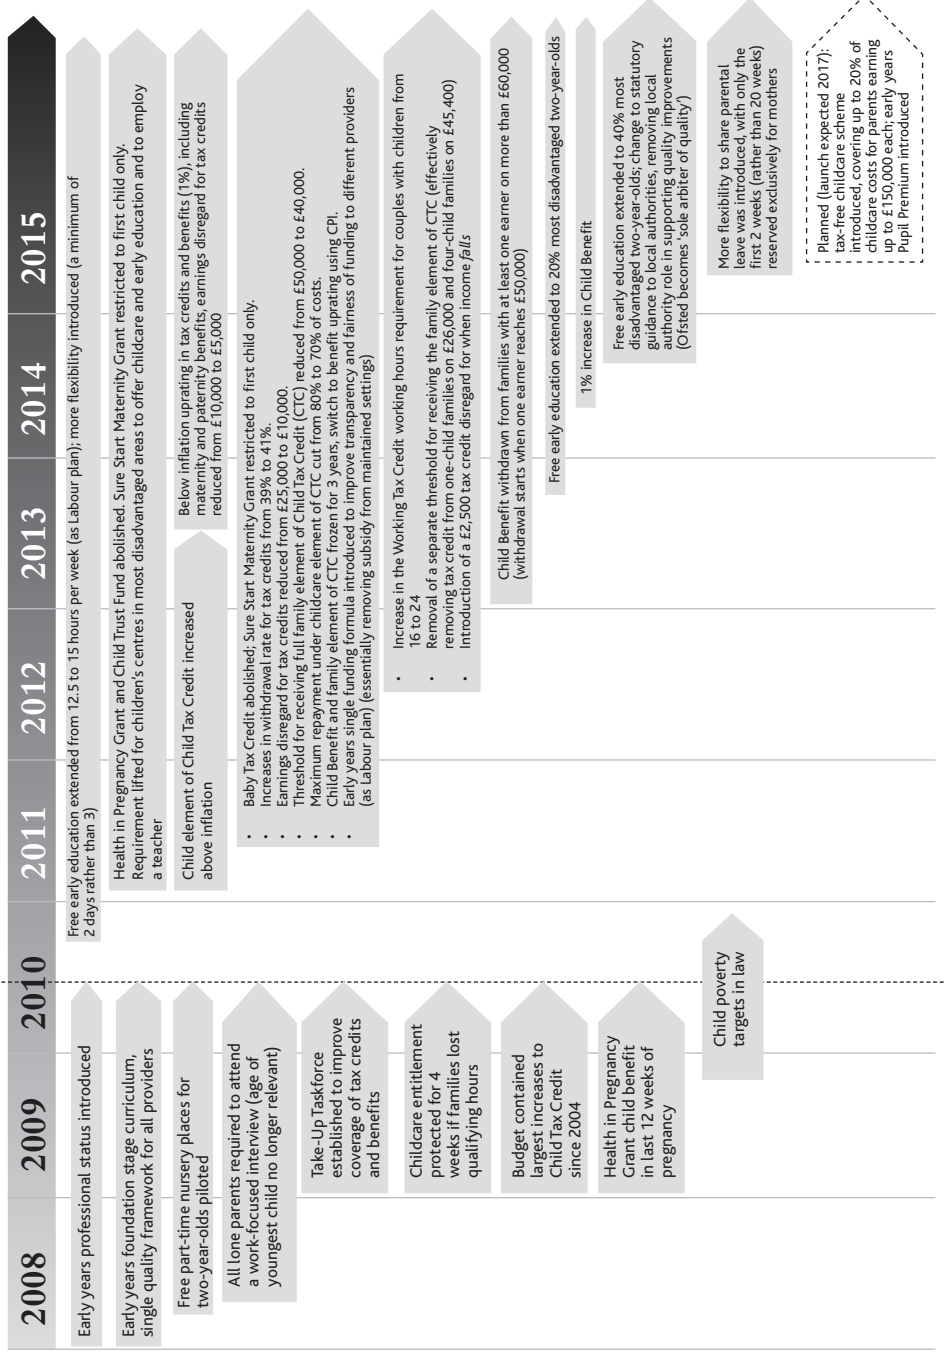 2008
2009
2010
2011
2012
2013
2014
2015
Early years professional status introduced
Early years foundation stage curriculum,
single quality framework for all providers
Free part-time nursery places for
two-year-olds piloted
All lone parents required to attend
a work-focused interview (age of
youngest child no longer relevant)
Take-Up Taskforce
established to improve
coverage of tax credits
and benefits
Childcare entitlement
protected for 4
weeks if families lost
qualifying hours
Budget contained
largest increases to
Child Tax Credit
since 2004
Health in Pregnancy
Grant child benefit
in last 12 weeks of
pregnancy
Child poverty
targets in law
Free early education extended from 12.5 to 15 hours per week (as Labour plan); more flexibility introduced (a minimum of
2 days rather than 3)
Health in Pregnancy Grant and Child Trust Fund abolished. Sure Start Maternity Grant restricted to first child only.
Requirement lifted for children's centres in most disadvantaged areas to offer childcare and early education and to employ
a teacher
Child element of Child Tax Credit increased
above inflation
Below inflation uprating in tax credits and benefits (1%), including
maternity and paternity benefits, earnings disregard for tax credits
reduced from £10,000 to £5,000
• Baby Tax Credit abolished; Sure Start Maternity Grant restricted to first child only.
• Increases in withdrawal rate for tax credits from 39% to 41%.
• Earnings disregard for tax credits reduced from £25,000 to £10,000.
• Threshold for receiving full family element of Child Tax Credit (CTC) reduced from £50,000 to £40,000.
• Maximum repayment under childcare element of CTC cut from 80% to 70% of costs.
• Child Benefit and family element of CTC frozen for 3 years, switch to benefit uprating using CPI.
• Early years single funding formula introduced to improve transparency and fairness of funding to different providers
(as Labour plan) (essentially removing subsidy from maintained settings)
• Increase in the Working Tax Credit working hours requirement for couples with children from
16 to 24
• Removal of a separate threshold for receiving the family element of CTC (effectively
removing tax credit from one-child families on £26,000 and four-child families on £45,400)
• Introduction of a £2,500 tax credit disregard for when income falls
Child Benefit withdrawn from families with at least one earner on more than £60,000
(withdrawal starts when one earner reaches £50,000)
Free early education extended to 20% most disadvantaged two-year-olds
1% increase in Child Benefit
Free early education extended to 40% most
disadvantaged two-year-olds; change to statutory
guidance to local authorities, removing local
authority role in supporting quality improvements
(Ofsted becomes 'sole arbiter of quality')
More flexibility to share parental
leave was introduced, with only the
first 2 weeks (rather than 20 weeks)
reserved exclusively for mothers
Planned (launch expected 2017):
tax-free childcare scheme
introduced, covering up to 20% of
childcare costs for parents earning
up to £150,000 each; early years
Pupil Premium introduced